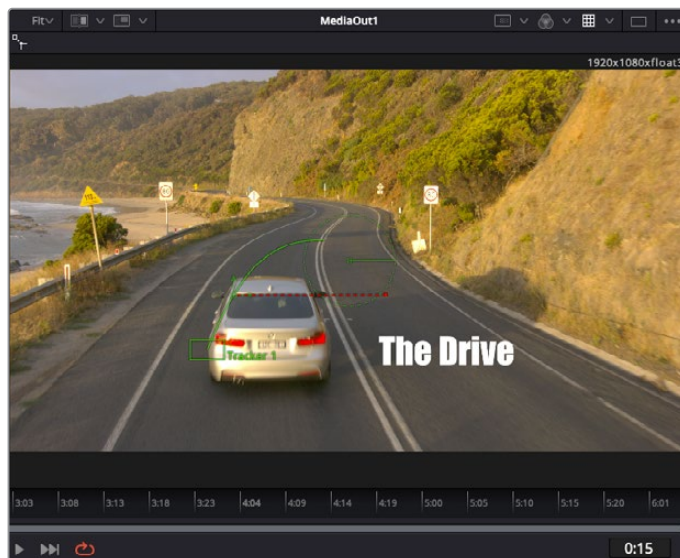 Fit
MediaOut1
1920x1080xfloat3
Tracker 1
The Drive
3:03 3:08 3:13 3:18 3:23 4:04 4:09 4:14 4:19 5:00 5:05 5:10 5:15 5:20 6:01
0:15